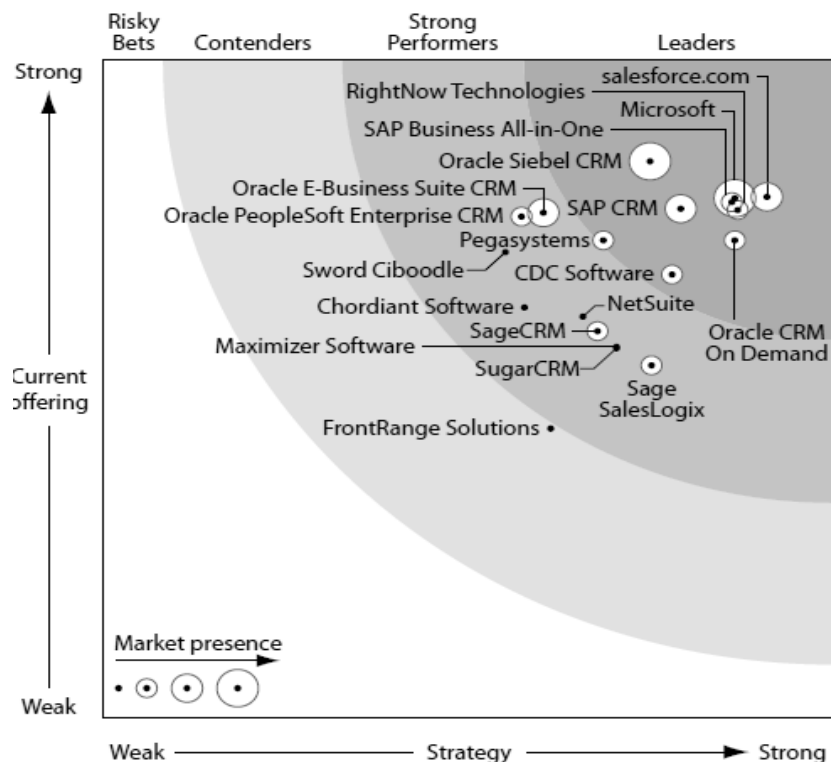 Risky
Bets
Contenders
Strong
Performers
Leaders
Strong
salesforce.com
RightNow Technologies
Microsoft
SAP Business All-in-One
Oracle Siebel CRM
Oracle E-Business Suite CRM
Oracle PeopleSoft Enterprise CRM
SAP CRM
Pegasystems
Sword Ciboodle
CDC Software
Chordiant Software
NetSuite
SageCRM
Oracle CRM
On Demand
Maximizer Software
SugarCRM
Sage
SalesLogix
Current
offering
FrontRange Solutions
Market presence
Weak
Weak
Strategy
Strong